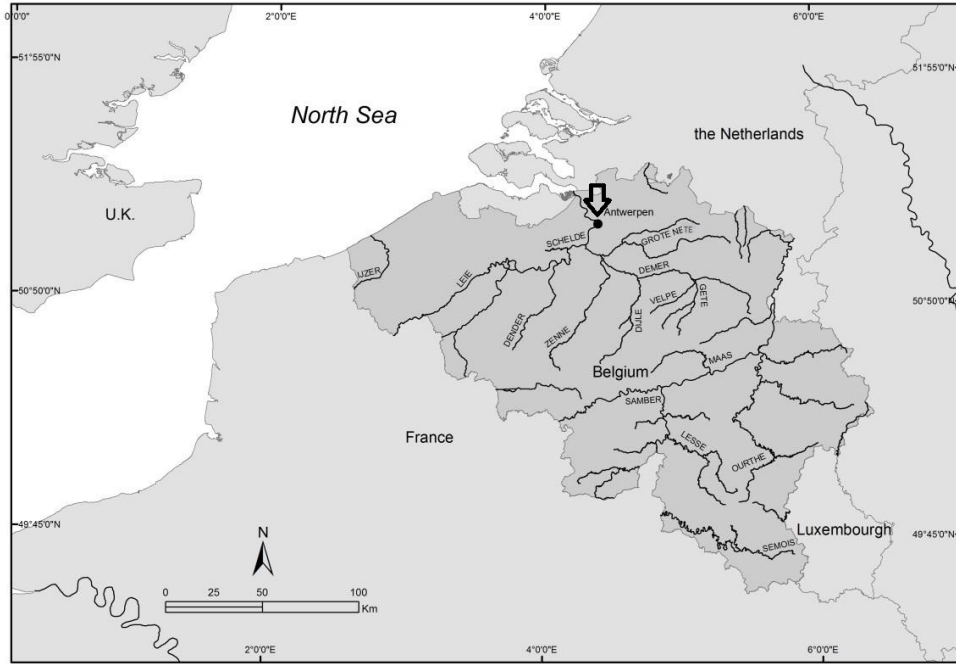 0°0'0"
2°0'0"E
4°0'0"E
6°0'0"E
51°55'0"N
51°55'0"N
North Sea
the Netherlands
U.K.
Antwerpen
SCHELDE
GROTE NETE
IJZER
LEIE
DEMER
50°50'0"N
50°50'0"N
VELPE
GETE
DENDER
ZENNE
DIJLE
MAAS
Belgium
SAMBER
France
LESSE
OURTHE
49°45'0"N
49°45'0"N
Luxembourgh
N
SEMOIS
0 25 50 100
Km
2°0'0"E
4°0'0"E
6°0'0"E